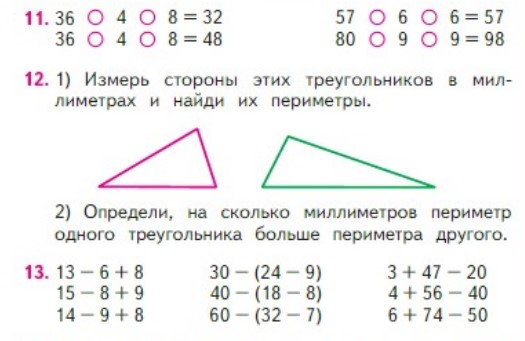 11. 36 ○ 4 ○ 8 = 32 57 ○ 6 ○ 6 = 57
36 ○ 4 ○ 8 = 48 80 ○ 9 ○ 9 = 98
12. 1) Измерь стороны этих треугольников в мил-
лиметрах и найди их периметры.
2) Определи, на сколько миллиметров периметр
одного треугольника больше периметра другого.
13. 13 − 6 + 8 30 − (24 − 9) 3 + 47 − 20
15 − 8 + 9 40 − (18 − 8) 4 + 56 − 40
14 − 9 + 8 60 − (32 − 7) 6 + 74 − 50